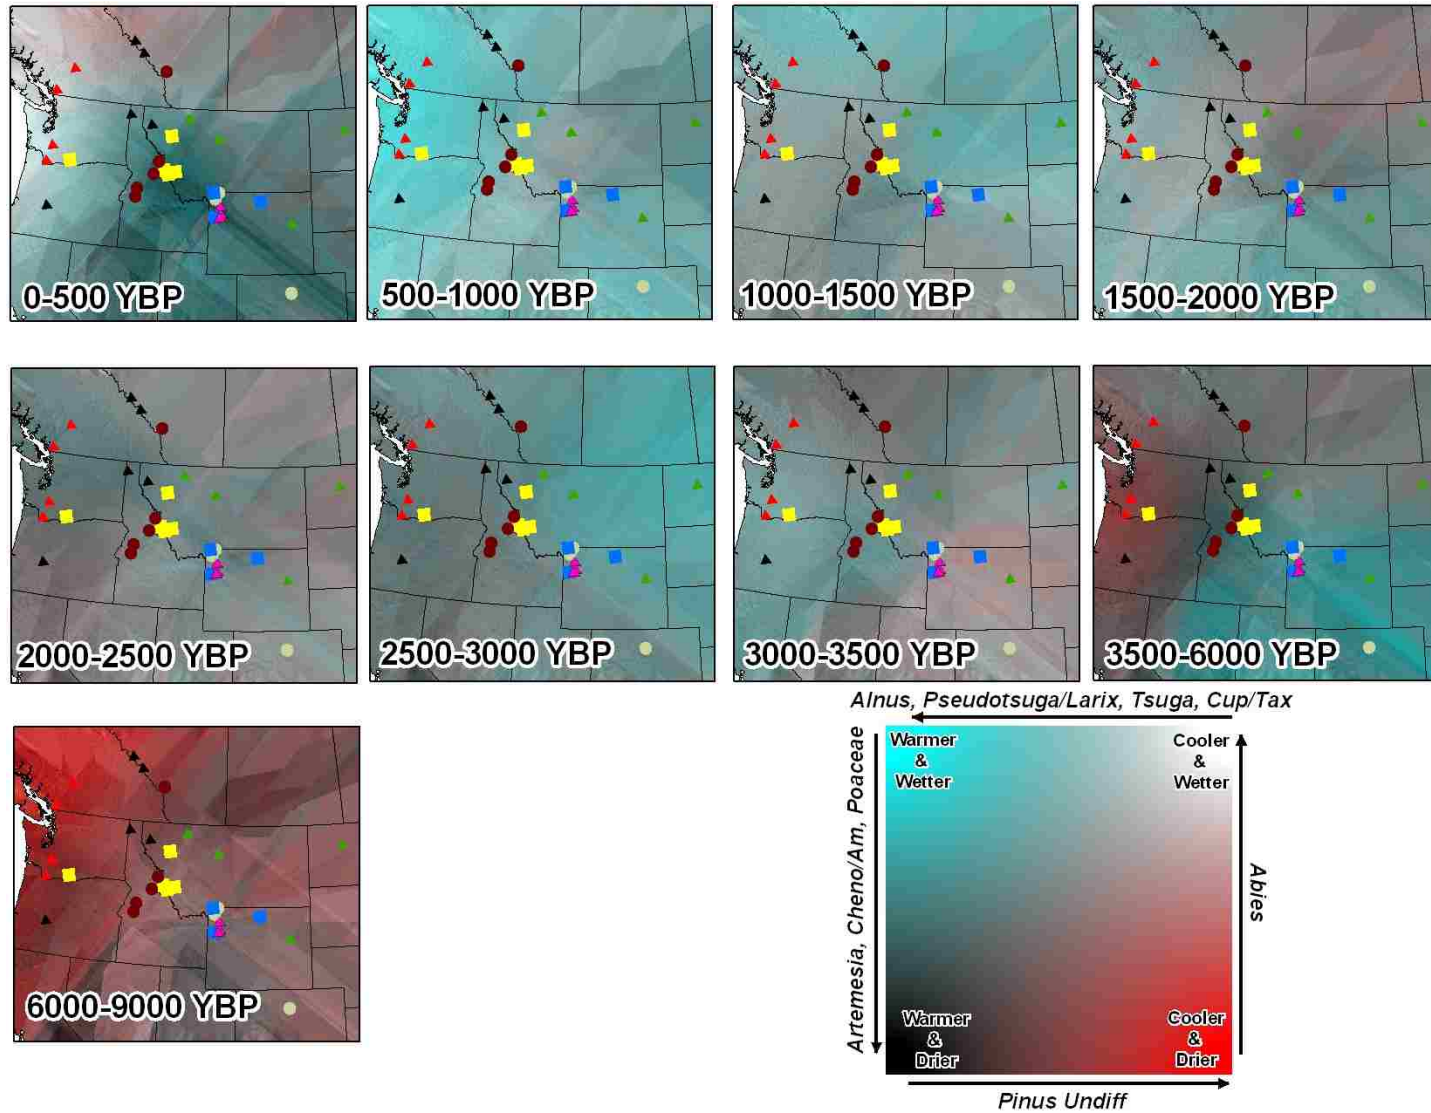 0-500 YBP
500-1000 YBP
1000-1500 YBP
1500-2000 YBP
2000-2500 YBP
2500-3000 YBP
3000-3500 YBP
3500-6000 YBP
6000-9000 YBP
Alnus, Pseudotsuga/Larix, Tsuga, Cup/Tax
Artemesia, Cheno/Am, Poaceae
Warmer
&
Wetter
Cooler
&
Wetter
Abies
Warmer
&
Drier
Cooler
&
Drier
Pinus Undiff